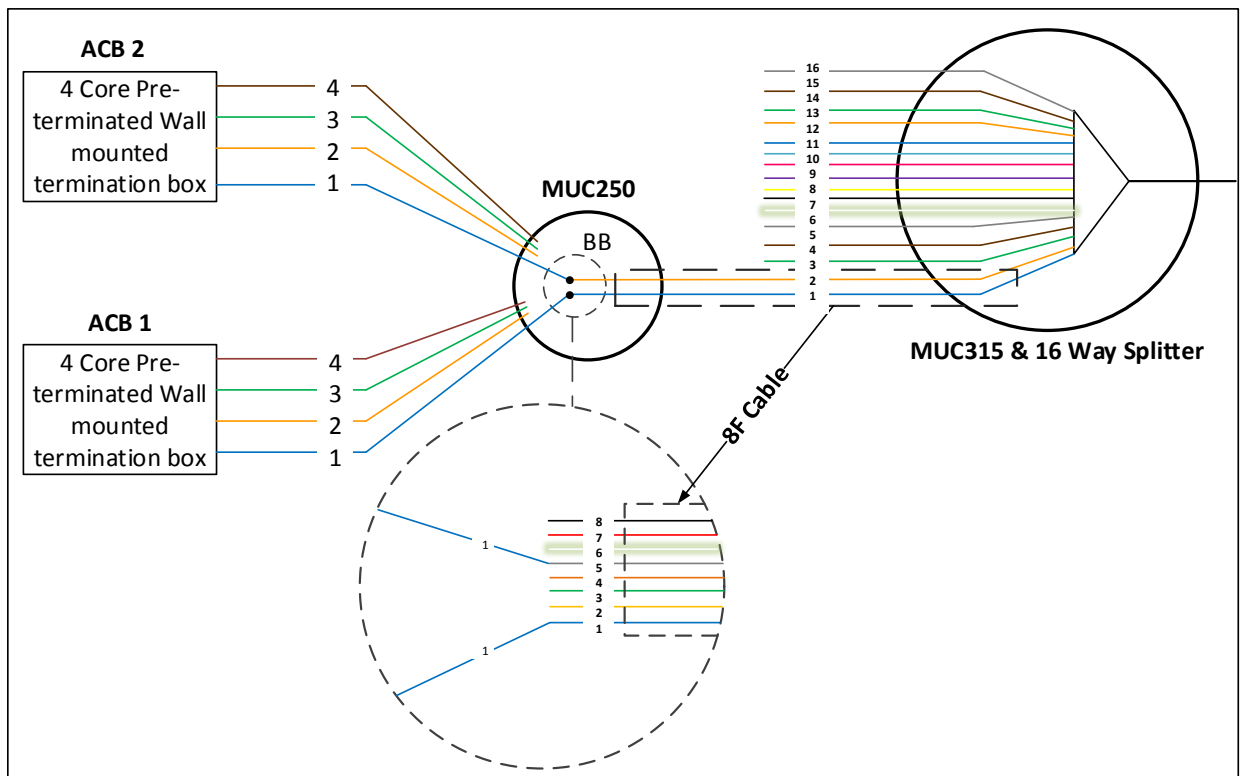 ACB 2
4 Core Pre-
terminated Wall
mounted
termination box
4
3
2
1
ACB 1
4 Core Pre-
terminated Wall
mounted
termination box
4
3
2
1
MUC250
BB
16
15
14
13
12
11
10
9
8
7
6
5
4
3
2
1
MUC315 & 16 Way Splitter
8F Cable
1
1
8
7
6
5
4
3
2
1